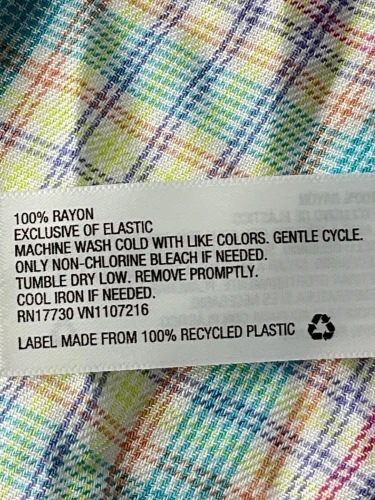 100% RAYON
EXCLUSIVE OF ELASTIC
MACHINE WASH COLD WITH LIKE COLORS. GENTLE CYCLE.
ONLY NON-CHLORINE BLEACH IF NEEDED.
TUMBLE DRY LOW. REMOVE PROMPTLY.
COOL IRON IF NEEDED.
RN17730 VN1107216
LABEL MADE FROM 100% RECYCLED PLASTIC